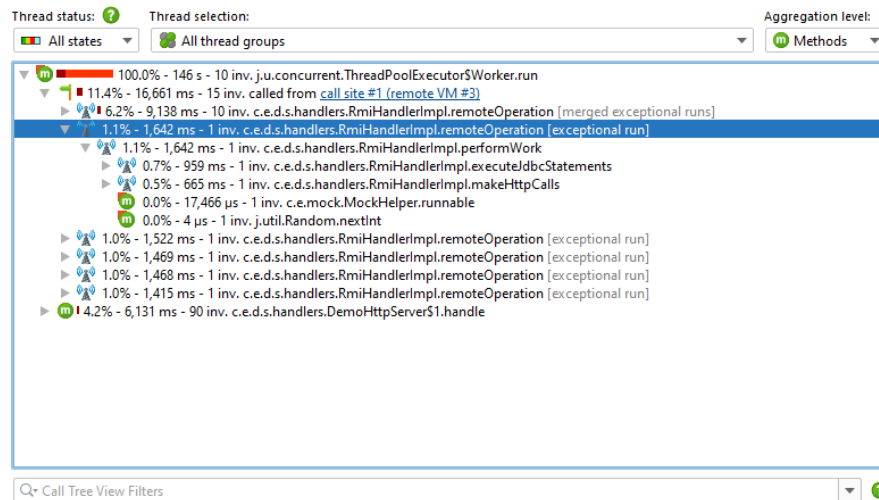 Thread status: Thread selection: Aggregation level:
All states All thread groups Methods
100.0% - 146 s - 10 inv. j.u.concurrent.ThreadPoolExecutor$Worker.run
11.4% - 16,661 ms - 15 inv. called from call site #1 (remote VM #3)
6.2% - 9,138 ms - 10 inv. c.e.d.s.handlers.RmiHandlerImpl.remoteOperation [merged exceptional runs]
1.1% - 1,642 ms - 1 inv. c.e.d.s.handlers.RmiHandlerImpl.remoteOperation [exceptional run]
1.1% - 1,642 ms - 1 inv. c.e.d.s.handlers.RmiHandlerImpl.performWork
0.7% - 959 ms - 1 inv. c.e.d.s.handlers.RmiHandlerImpl.executeJdbcStatements
0.5% - 665 ms - 1 inv. c.e.d.s.handlers.RmiHandlerImpl.makeHttpCalls
0.0% - 17,466 µs - 1 inv. c.e.mock.MockHelper.runnable
0.0% - 4 µs - 1 inv. j.util.Random.nextInt
1.0% - 1,522 ms - 1 inv. c.e.d.s.handlers.RmiHandlerImpl.remoteOperation [exceptional run]
1.0% - 1,469 ms - 1 inv. c.e.d.s.handlers.RmiHandlerImpl.remoteOperation [exceptional run]
1.0% - 1,468 ms - 1 inv. c.e.d.s.handlers.RmiHandlerImpl.remoteOperation [exceptional run]
1.0% - 1,415 ms - 1 inv. c.e.d.s.handlers.RmiHandlerImpl.remoteOperation [exceptional run]
4.2% - 6,131 ms - 90 inv. c.e.d.s.handlers.DemoHttpServer$1.handle
Call Tree View Filters